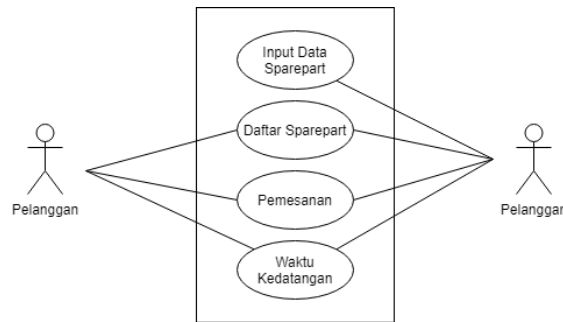 Input Data
Sparepart
Daftar Sparepart
Pemesanan
Waktu
Kedatangan
Pelanggan
Pelanggan